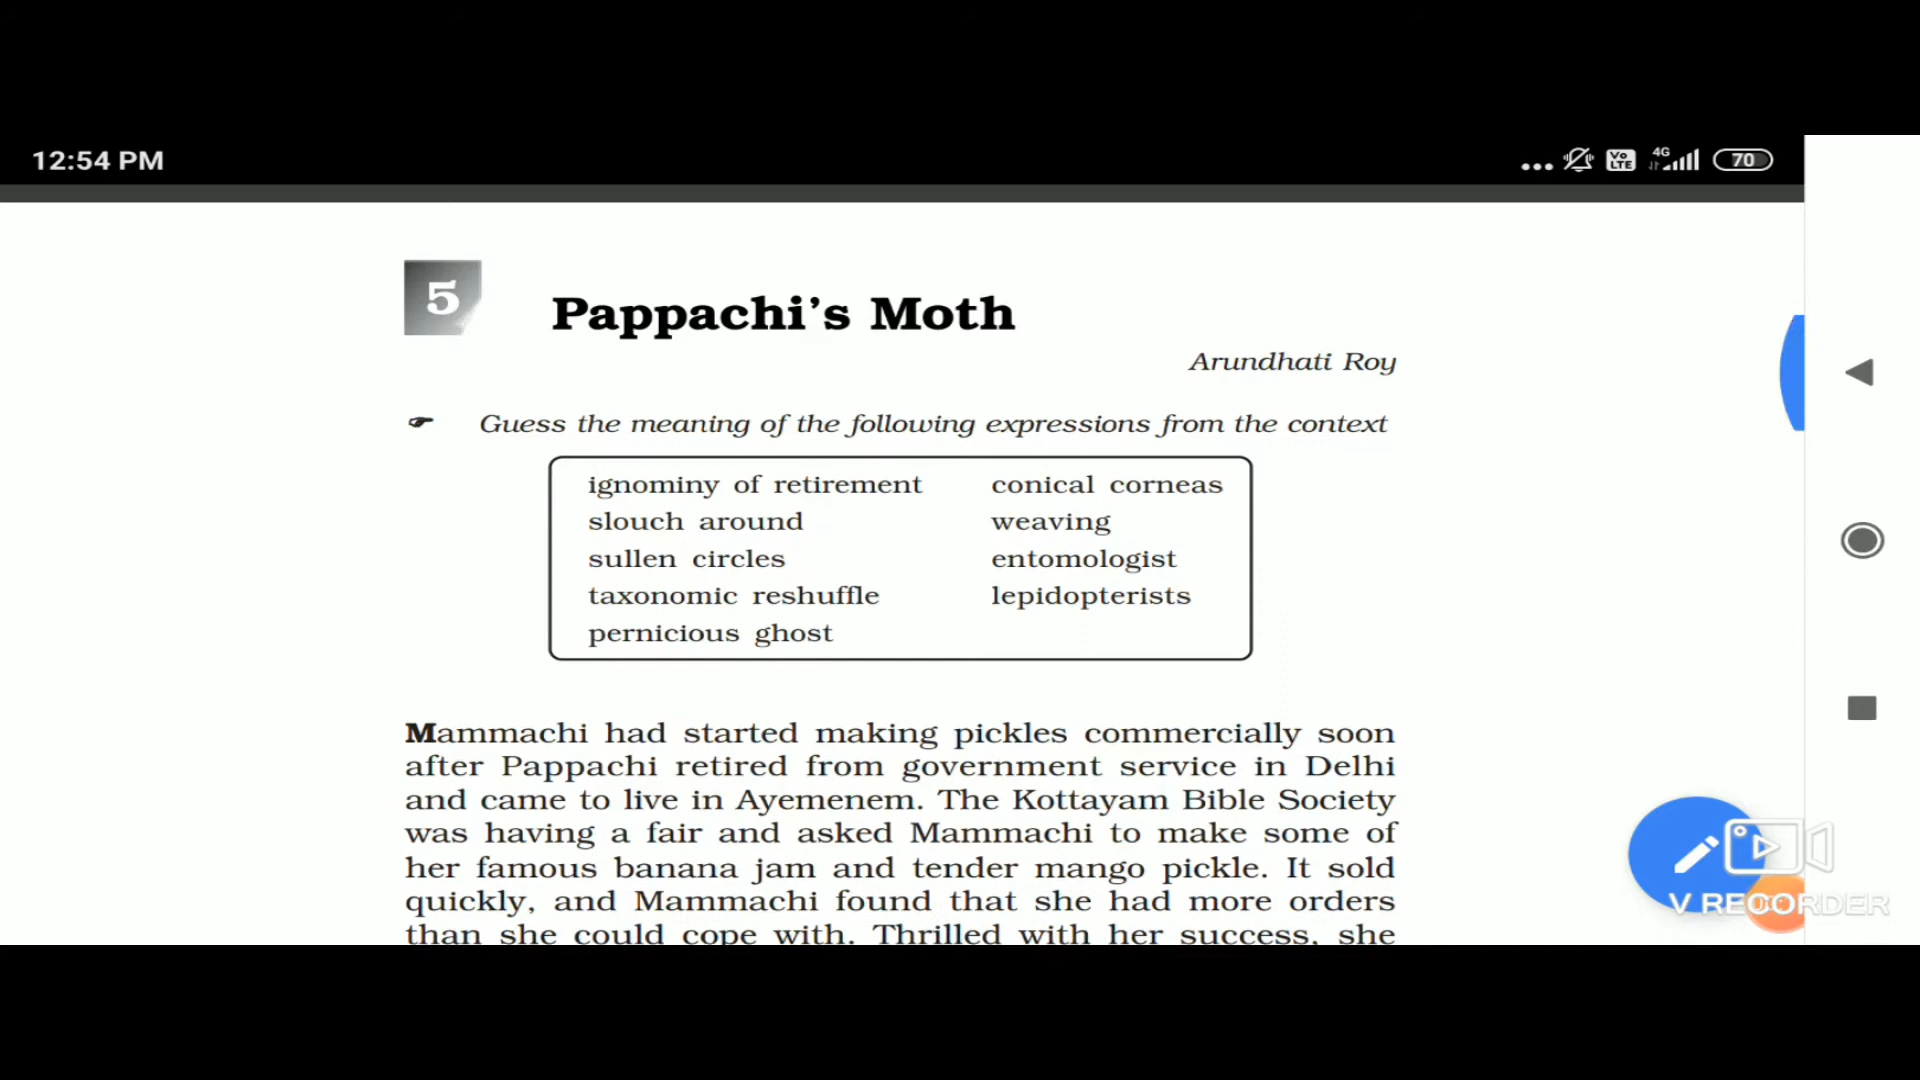 12:54 PM
Vo LTE 4G 70
5
Pappachi's Moth
Arundhati Roy
Guess the meaning of the following expressions from the context
ignominy of retirement
slouch around
sullen circles
taxonomic reshuffle
pernicious ghost
conical corneas
weaving
entomologist
lepidopterists
Mammachi had started making pickles commercially soon
after Pappachi retired from government service in Delhi
and came to live in Ayemenem. The Kottayam Bible Society
was having a fair and asked Mammachi to make some of
her famous banana jam and tender mango pickle. It sold
quickly, and Mammachi found that she had more orders
than she could cope with. Thrilled with her success, she
V RECORDER